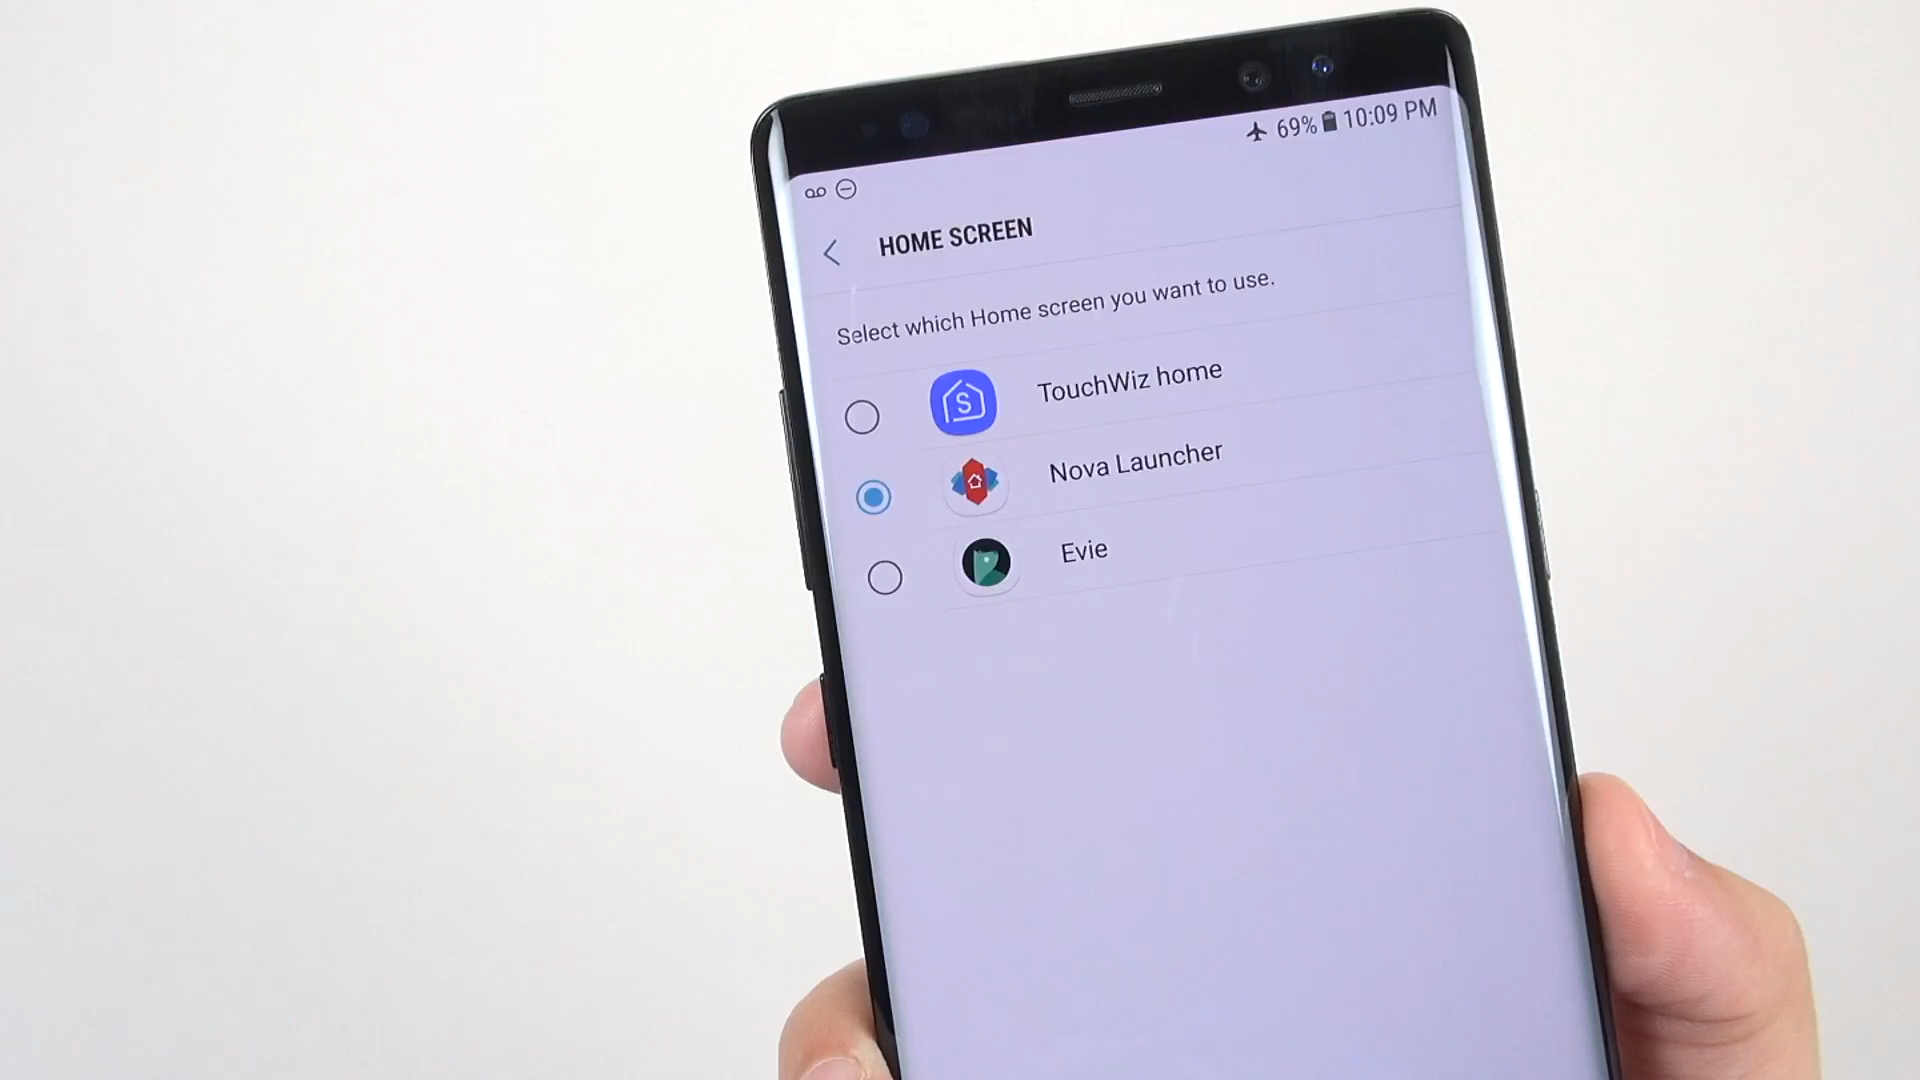 69% 10:09 PM
HOME SCREEN
Select which Home screen you want to use.
S
TouchWiz home
Nova Launcher
Evie